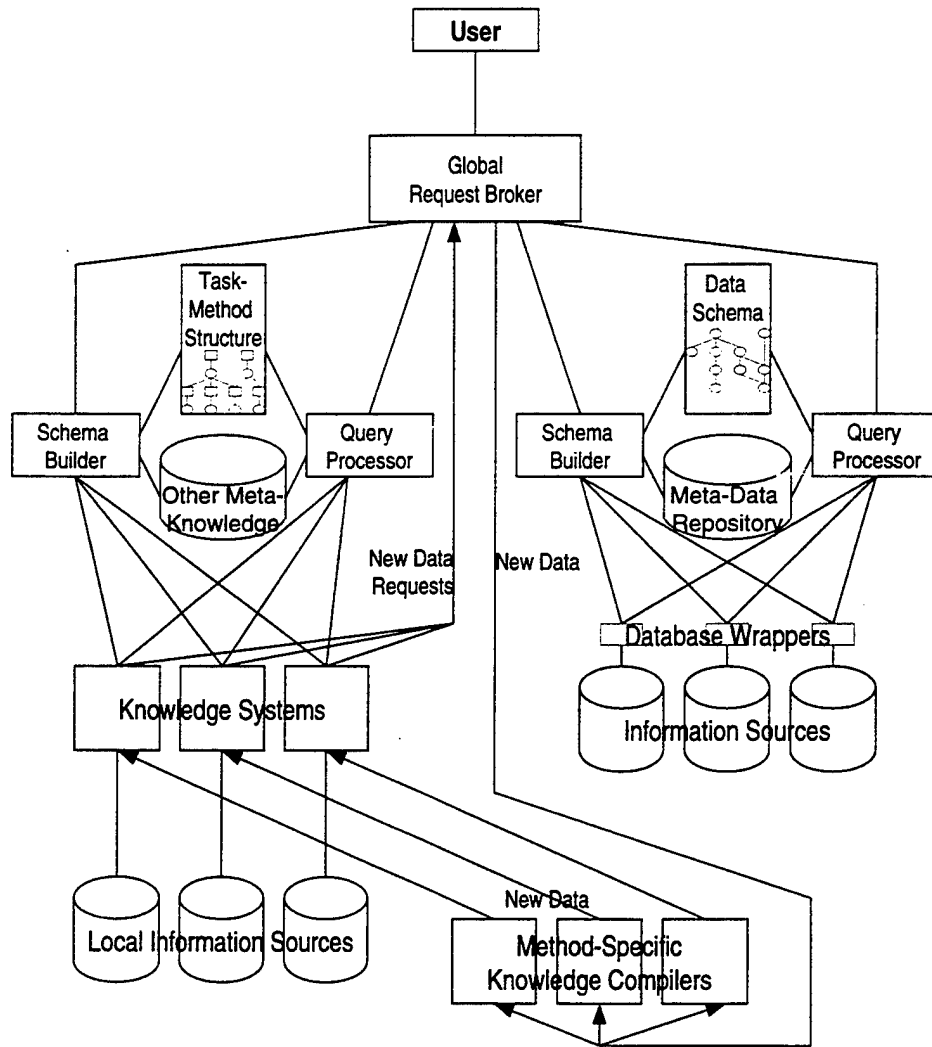 User
Global
Request Broker
Task-
Method
Structure
Data
Schema
Schema
Builder
Query
Processor
Schema
Builder
Query
Processor
Other Meta-
Knowledge
Meta-Data
Repository
New Data
Requests
New Data
Database Wrappers
Knowledge Systems
Information Sources
New Data
Local Information Sources
Method-Specific
Knowledge Compilers